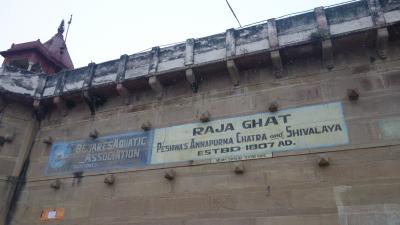 Benares Aquatic
Association
RAJA GHAT
Peshwa's Annapurna Chatra and Shivalaya
ESTBD 1807 AD.